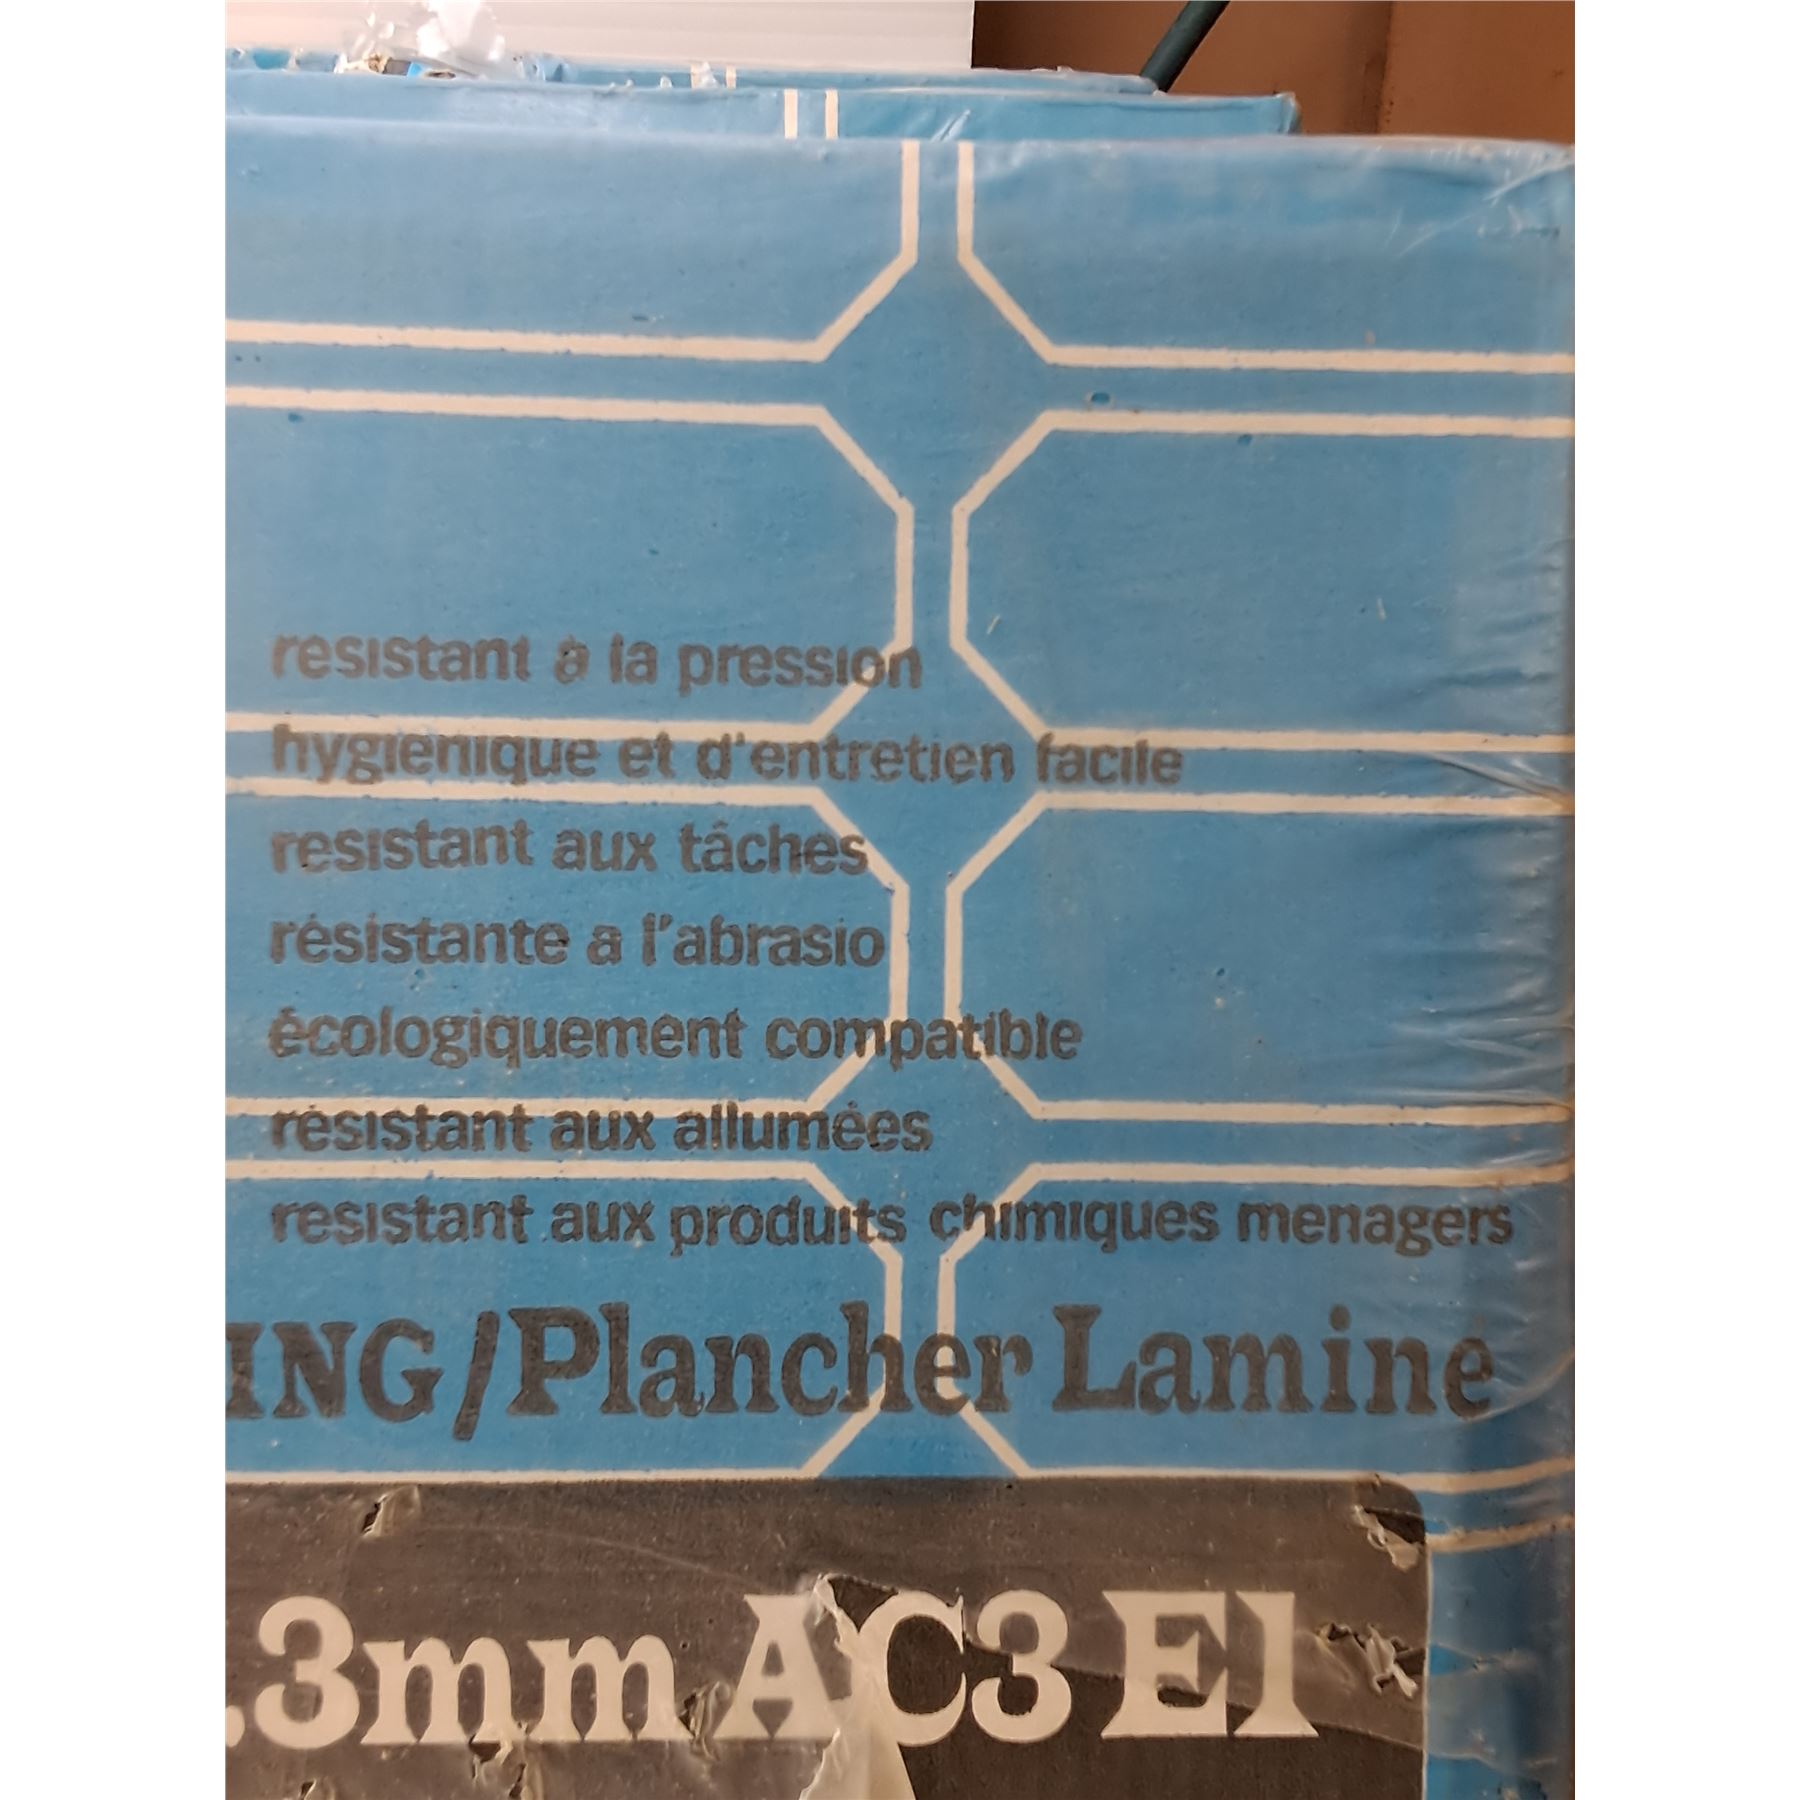 resistant à la pression
hygienique et d'entretien facile
resistant aux tâches
résistante a l'abrasio
écologiquement compatible
résistant aux allumées
resistant aux produits chimiques menagers
ING/Plancher Laminé
.3mm AC3 E1